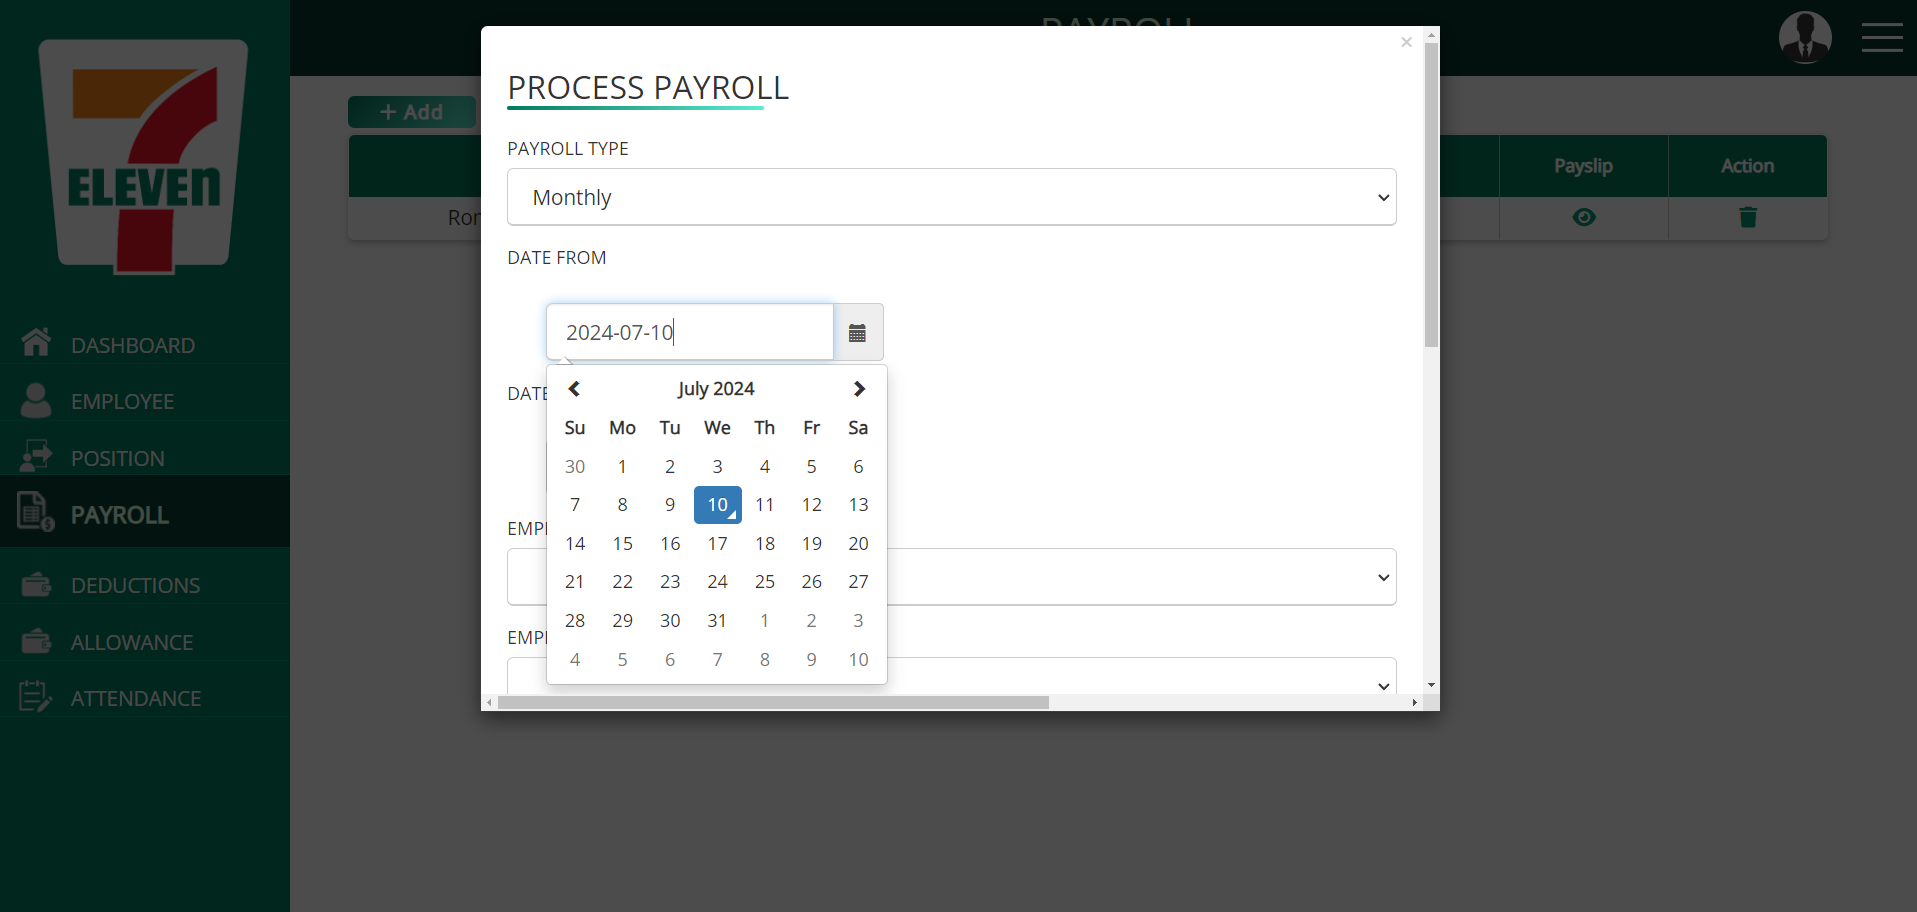 7
ELEVEn
DASHBOARD
EMPLOYEE
POSITION
PAYROLL
DEDUCTIONS
ALLOWANCE
ATTENDANCE
PAYROLL
+ Add
Payslip
Action
×
PROCESS PAYROLL
PAYROLL TYPE
Monthly
DATE FROM
2024-07-10
DATE
July 2024
Su Mo Tu We Th Fr Sa
30 1 2 3 4 5 6
7 8 9 10 11 12 13
14 15 16 17 18 19 20
21 22 23 24 25 26 27
28 29 30 31 1 2 3
4 5 6 7 8 9 10